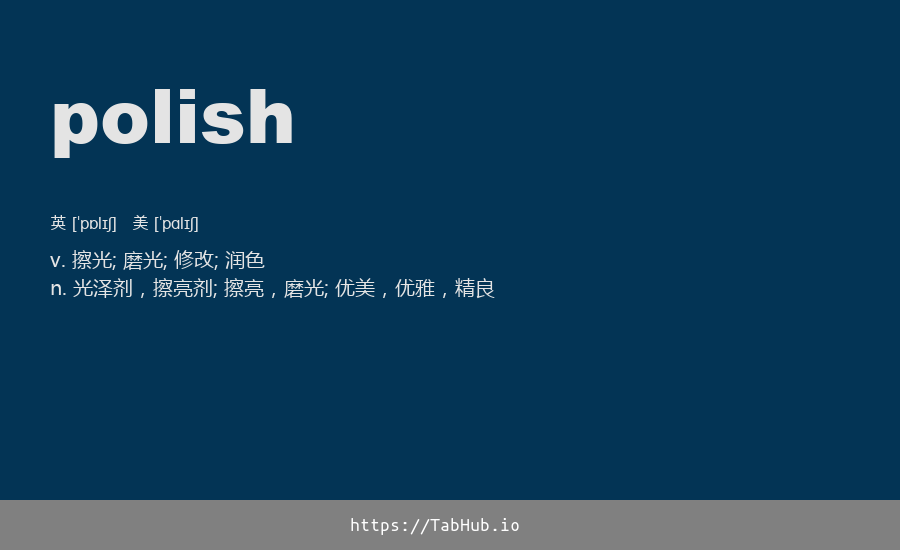 polish
英 [ˈpɒlɪʃ] 美 [ˈpɑlɪʃ]
v. 擦光; 磨光; 修改; 润色
n. 光泽剂，擦亮剂; 擦亮，磨光; 优美，优雅，精良
https://TabHub.io